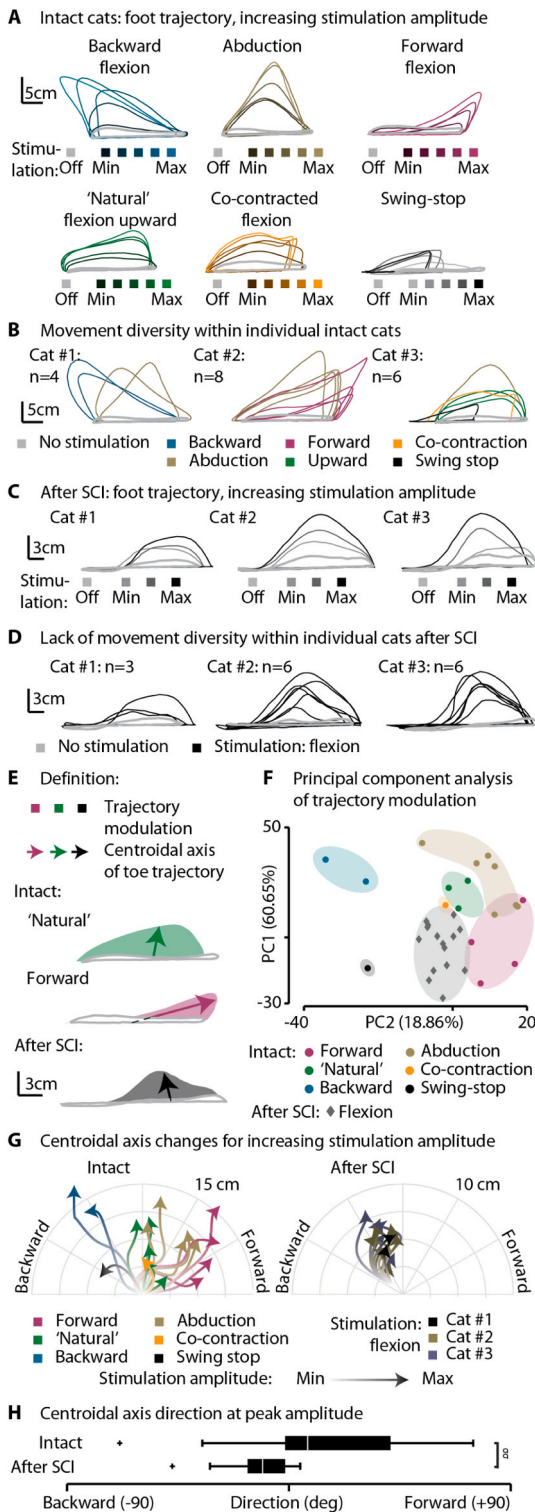 A Intact cats: foot trajectory, increasing stimulation amplitude
Backward flexion
Abduction
Forward flexion
5cm
Stimu-
lation:
Off Min Max
Off Min Max
Off Min Max
'Natural' flexion upward
Co-contracted flexion
Swing-stop
Off Min Max
Off Min Max
Off Min Max
B Movement diversity within individual intact cats
Cat #1: n=4
Cat #2: n=8
Cat #3: n=6
5cm
No stimulation Backward Forward Co-contraction
Abduction Upward Swing stop
C After SCI: foot trajectory, increasing stimulation amplitude
Cat #1 Cat #2 Cat #3
3cm
Stimu-
lation:
Off Min Max
Off Min Max
Off Min Max
D Lack of movement diversity within individual cats after SCI
Cat #1: n=3 Cat #2: n=6 Cat #3: n=6
3cm
No stimulation Stimulation: flexion
E Definition:
Trajectory modulation
Centroidal axis of toe trajectory
Intact:
'Natural'
Forward
After SCI:
3cm
F Principal component analysis
of trajectory modulation
50
PC1 (60.65%)
-30
-40 PC2 (18.86%) 20
Intact: Forward Abduction
'Natural' Co-contraction
Backward Swing-stop
After SCI: Flexion
G Centroidal axis changes for increasing stimulation amplitude
Intact 15 cm After SCI 10 cm
Backward Forward Backward Forward
Forward Abduction
'Natural' Co-contraction
Backward Swing stop
Stimulation: flexion
Cat #1
Cat #2
Cat #3
Stimulation amplitude: Min Max
H Centroidal axis direction at peak amplitude
Intact
After SCI
Backward (-90) Direction (deg) Forward (+90)